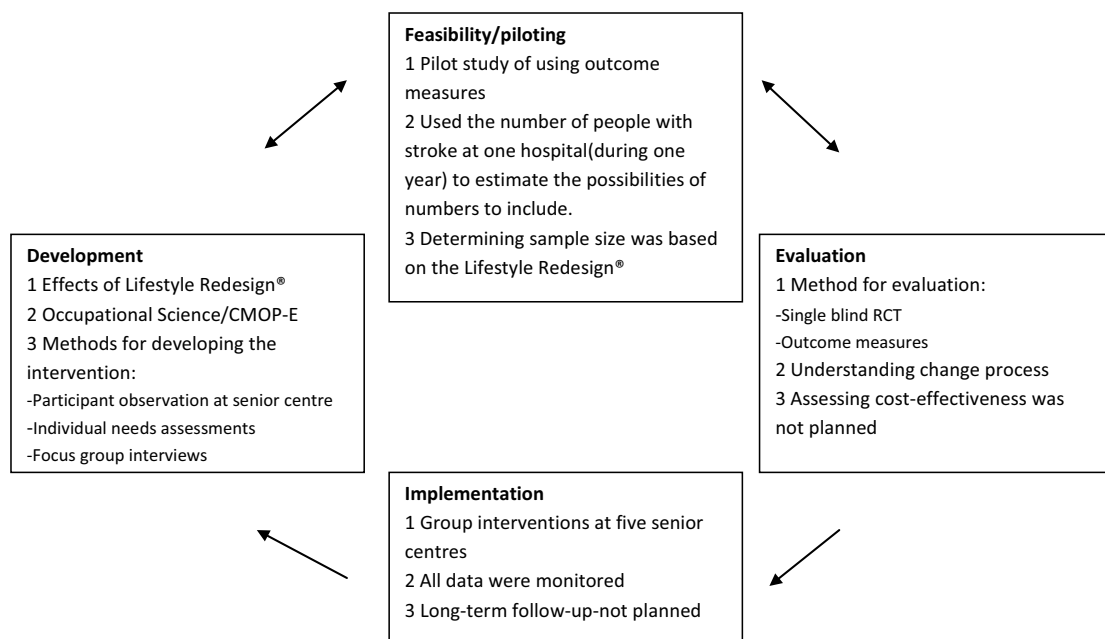 Feasibility/piloting
1 Pilot study of using outcome
measures
2 Used the number of people with
stroke at one hospital(during one
year) to estimate the possibilities of
numbers to include.
3 Determining sample size was based
on the Lifestyle Redesign®
Development
1 Effects of Lifestyle Redesign®
2 Occupational Science/CMOP-E
3 Methods for developing the
intervention:
-Participant observation at senior centre
-Individual needs assessments
-Focus group interviews
Evaluation
1 Method for evaluation:
-Single blind RCT
-Outcome measures
2 Understanding change process
3 Assessing cost-effectiveness was
not planned
Implementation
1 Group interventions at five senior
centres
2 All data were monitored
3 Long-term follow-up-not planned